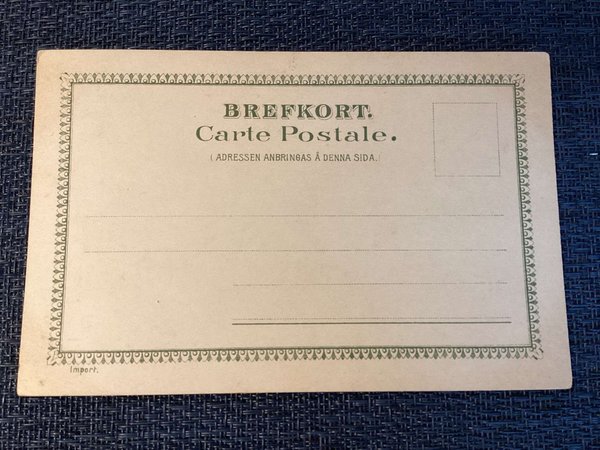 BREFKORT.
Carte Postale.
(ADRESSEN ANBRINGAS Å DENNA SIDA.)
Import.